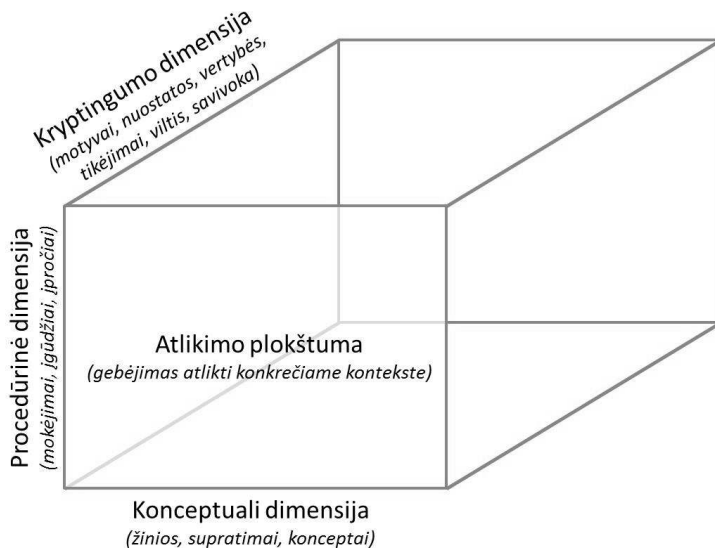 Kryptingumo dimensija
(motyvai, nuostatos, vertybės,
tikėjimai, viltis, savivoka)
Procedūrinė dimensija
(mokėjimai, įgūdžiai, įpročiai)
Atlikimo plokštuma
(gebėjimas atlikti konkrečiame kontekste)
Konceptuali dimensija
(žinios, supratimai, konceptai)